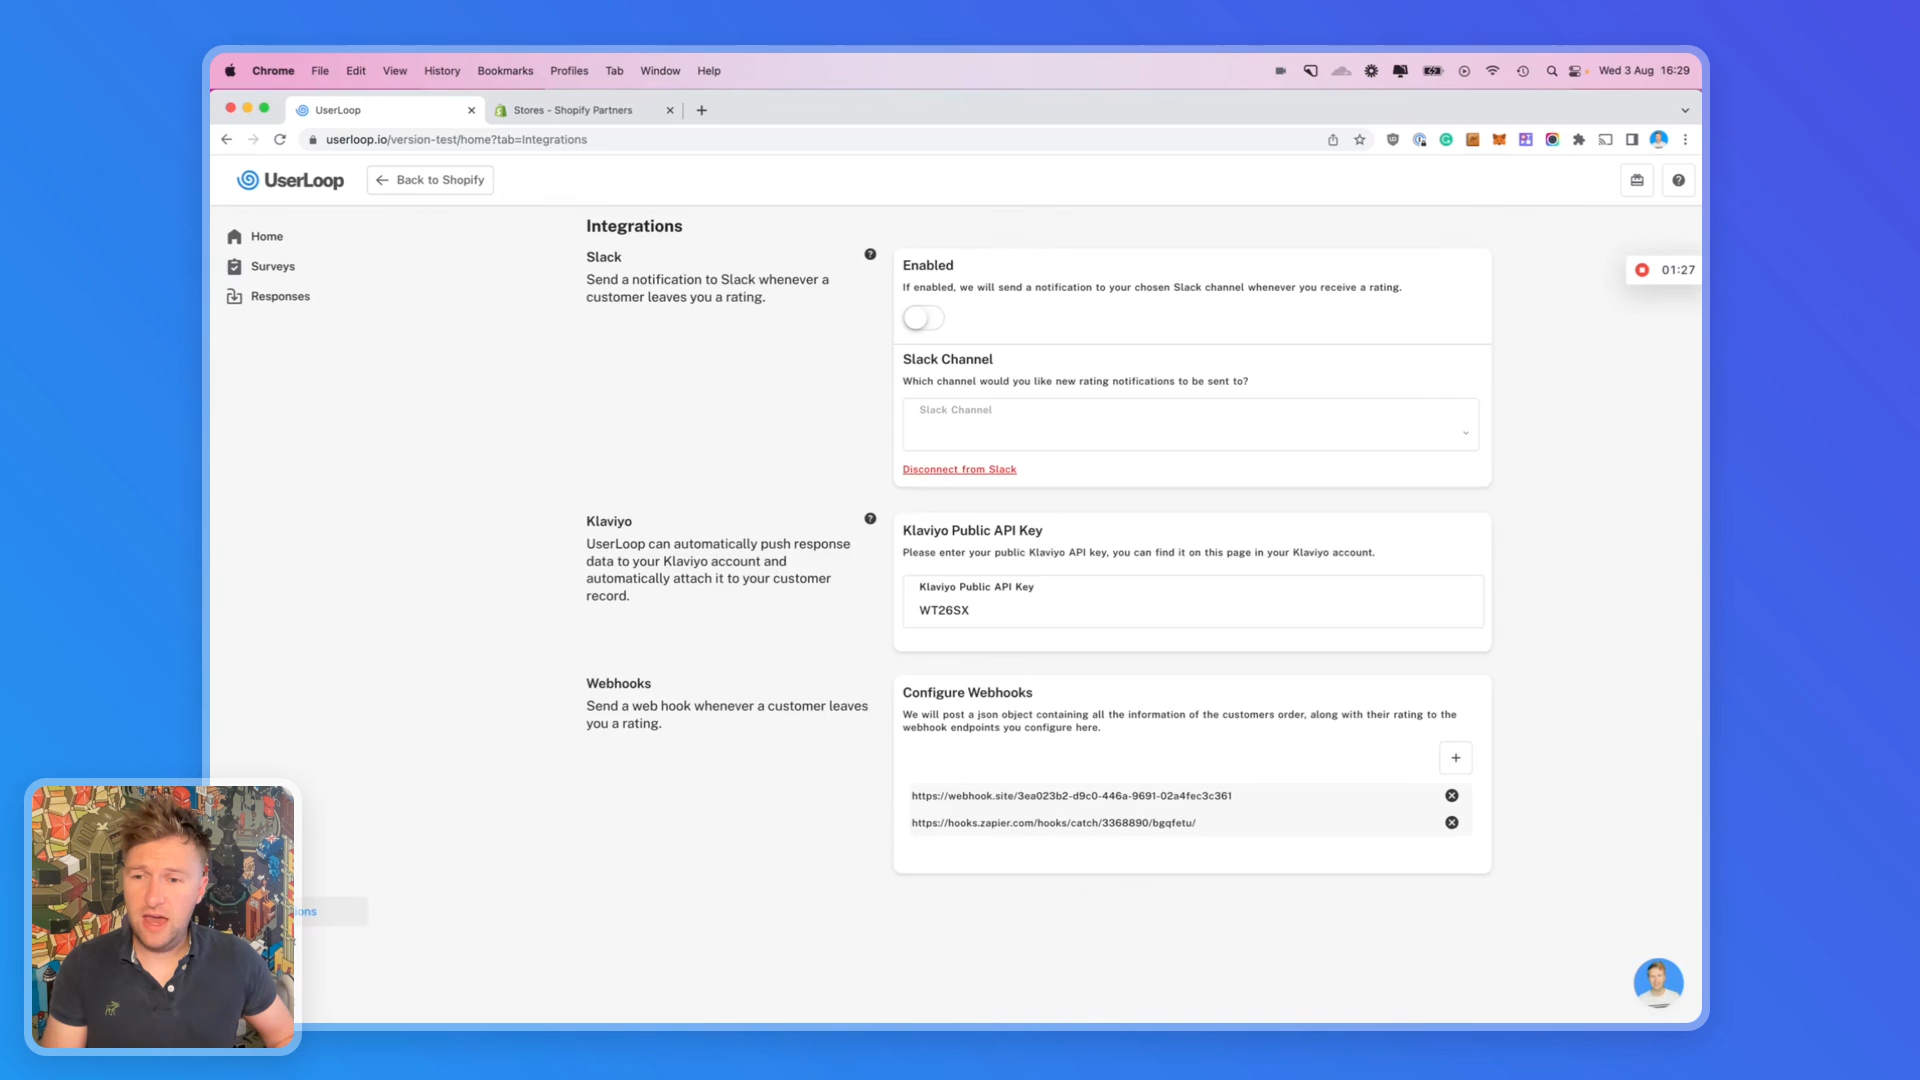 Chrome File Edit View History Bookmarks Profiles Tab Window Help
Wed 3 Aug 16:29
UserLoop
Stores - Shopify Partners
userloop.io/version-test/home?tab=Integrations
UserLoop
Back to Shopify
Home
Surveys
Responses
ions
01:27
Integrations
Slack
Send a notification to Slack whenever a
customer leaves you a rating.
Enabled
If enabled, we will send a notification to your chosen Slack channel whenever you receive a rating.
Slack Channel
Which channel would you like new rating notifications to be sent to?
Slack Channel
Disconnect from Slack
Klaviyo
UserLoop can automatically push response
data to your Klaviyo account and
automatically attach it to your customer
record.
Klaviyo Public API Key
Please enter your public Klaviyo API key, you can find it on this page in your Klaviyo account.
Klaviyo Public API Key
WT26SX
Webhooks
Send a web hook whenever a customer leaves
you a rating.
Configure Webhooks
We will post a json object containing all the information of the customers order, along with their rating to the
webhook endpoints you configure here.
https://webhook.site/3ea023b2-d9c0-446a-9691-02a4fec3c361
https://hooks.zapier.com/hooks/catch/3368890/bgqfetu/